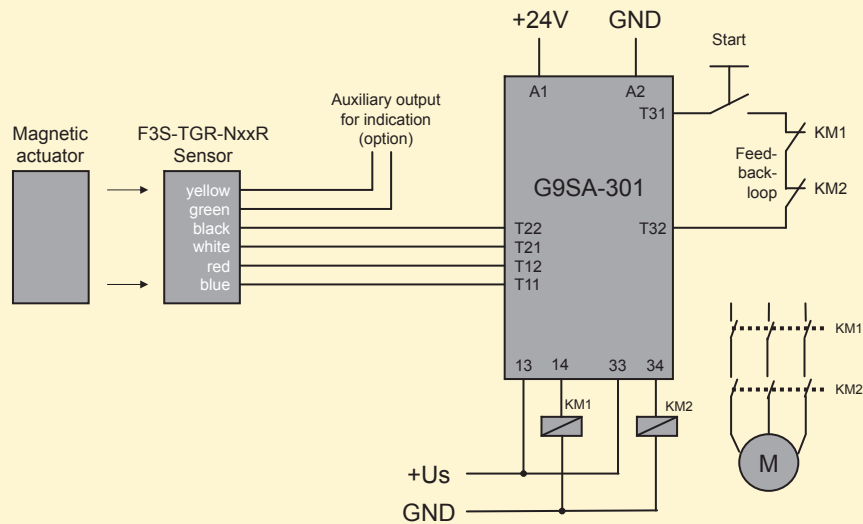 +24V
GND
Start
A1
A2
T31
Auxiliary output
for indication
(option)
Magnetic
actuator
F3S-TGR-NxxR
Sensor
KM1
Feed-
back-
loop
KM2
G9SA-301
yellow
green
black
white
red
blue
T22
T21
T12
T11
T32
13
14
33
34
KM1
KM2
KM1
KM2
M
+Us
GND